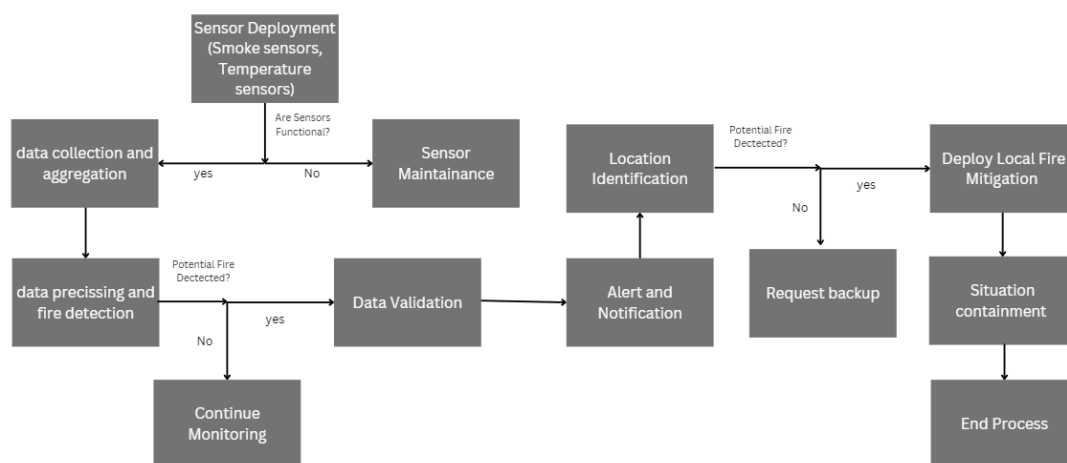 Sensor Deployment
(Smoke sensors,
Temperature
sensors)
Are Sensors
Functional?
data collection and
aggregation
yes
No
Sensor
Maintainance
Location
Identification
Potential Fire
Dectected?
yes
No
Deploy Local Fire
Mitigation
data precissing and
fire detection
Potential Fire
Dectected?
yes
No
Data Validation
Alert and
Notification
Request backup
Situation
containment
Continue
Monitoring
End Process